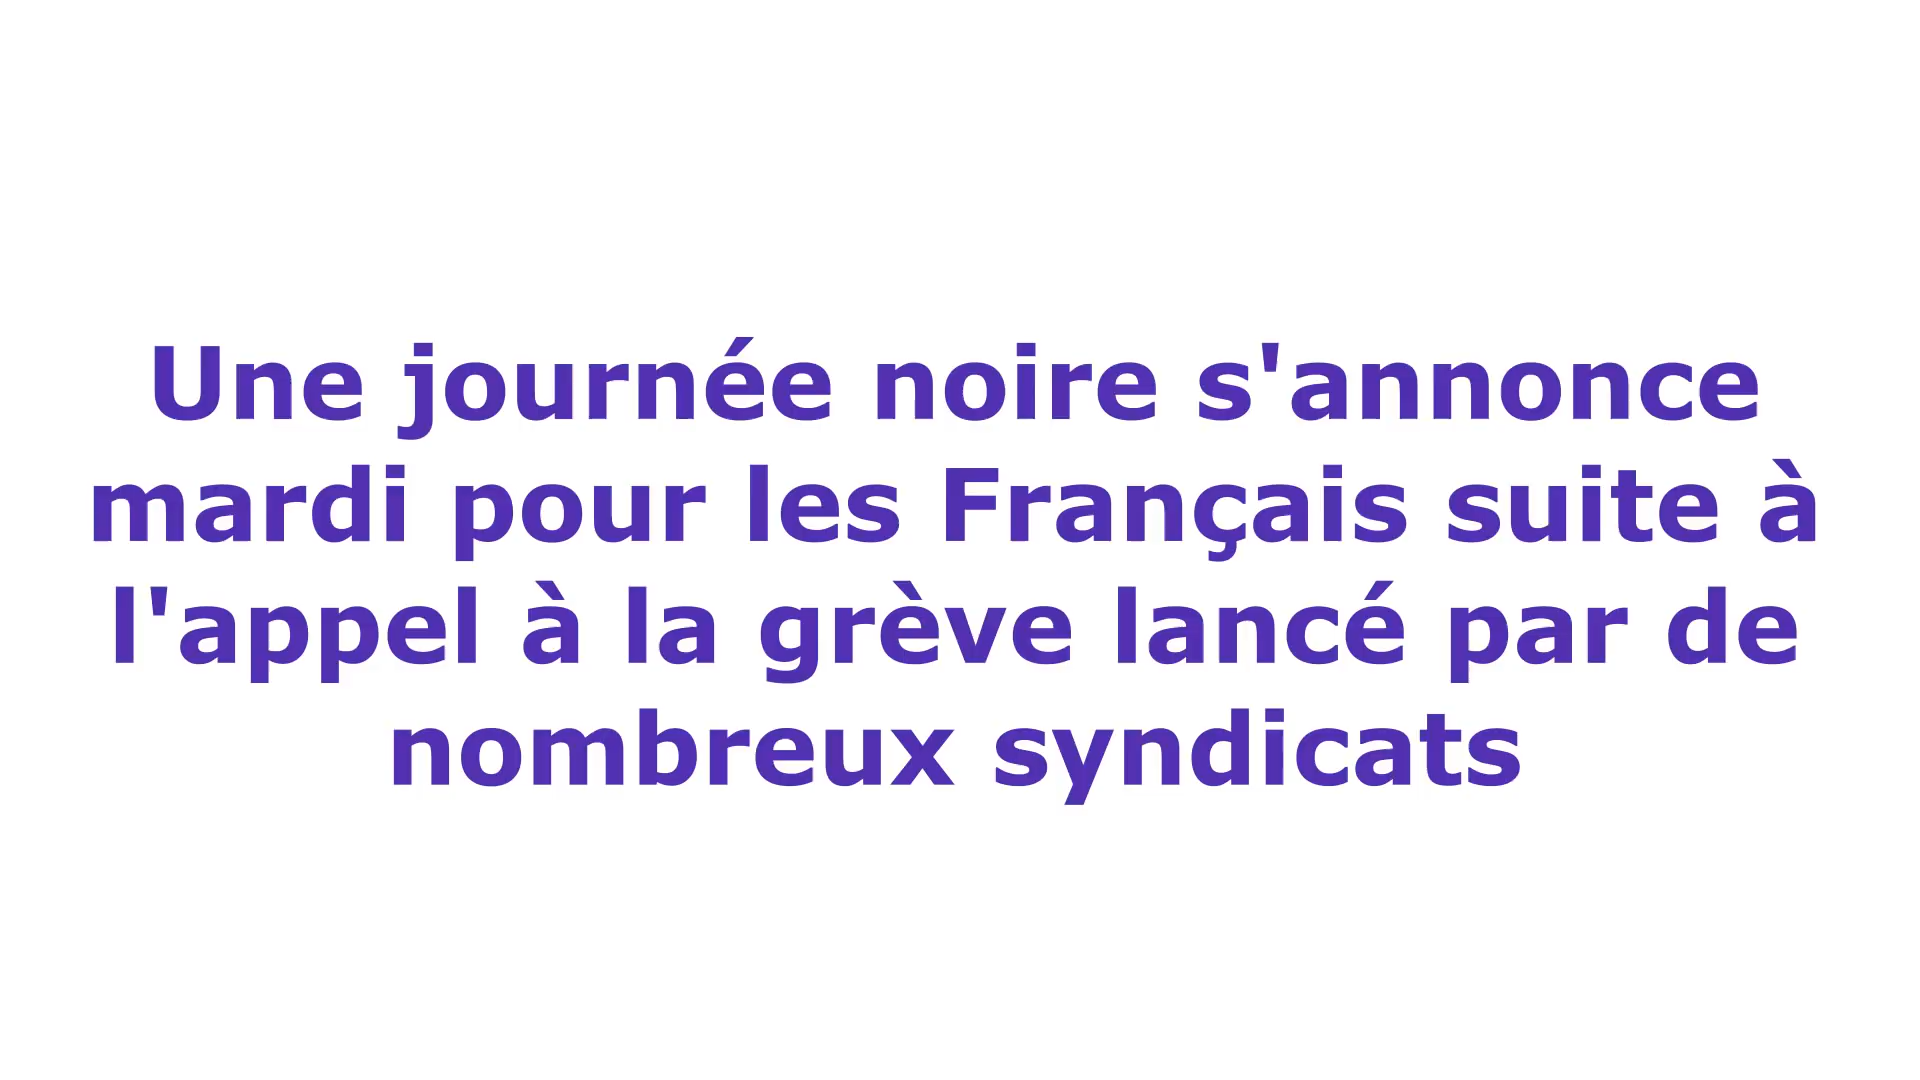 Une journée noire s'annonce
mardi pour les Français suite à
l'appel à la grève lancé par de
nombreux syndicats